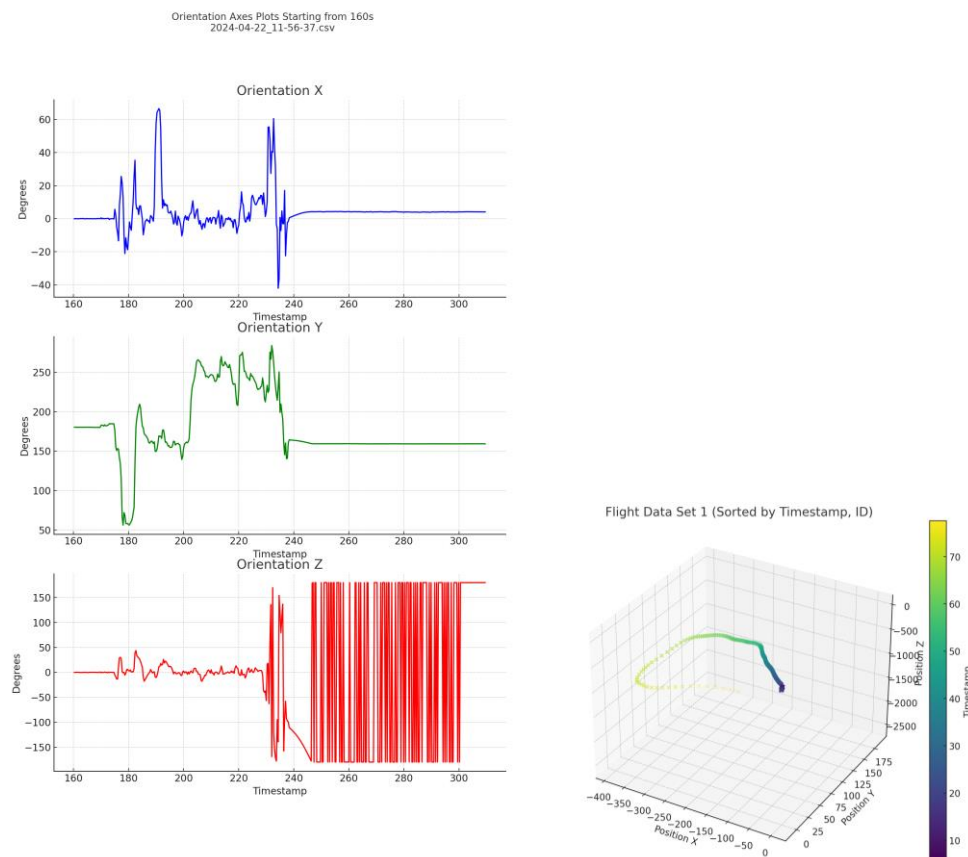 Orientation Axes Plots Starting from 160s
2024-04-22_11-56-37.csv
Orientation X
60
40
20
0
−20
−40
Degrees
160 180 200 220 240 260 280 300
Timestamp
Orientation Y
250
200
150
100
50
Degrees
160 180 200 220 240 260 280 300
Timestamp
Orientation Z
150
100
50
0
−50
−100
−150
Degrees
160 180 200 220 240 260 280 300
Timestamp
Flight Data Set 1 (Sorted by Timestamp, ID)
0
−500
−1000
−1500
−2000
−2500
Position Z
−400 −350 −300 −250 −200 −150 −100 −50 0
Position X
0 25 50 75 100 125 150 175
Position Y
70
60
50
40
30
20
10
Timestamp